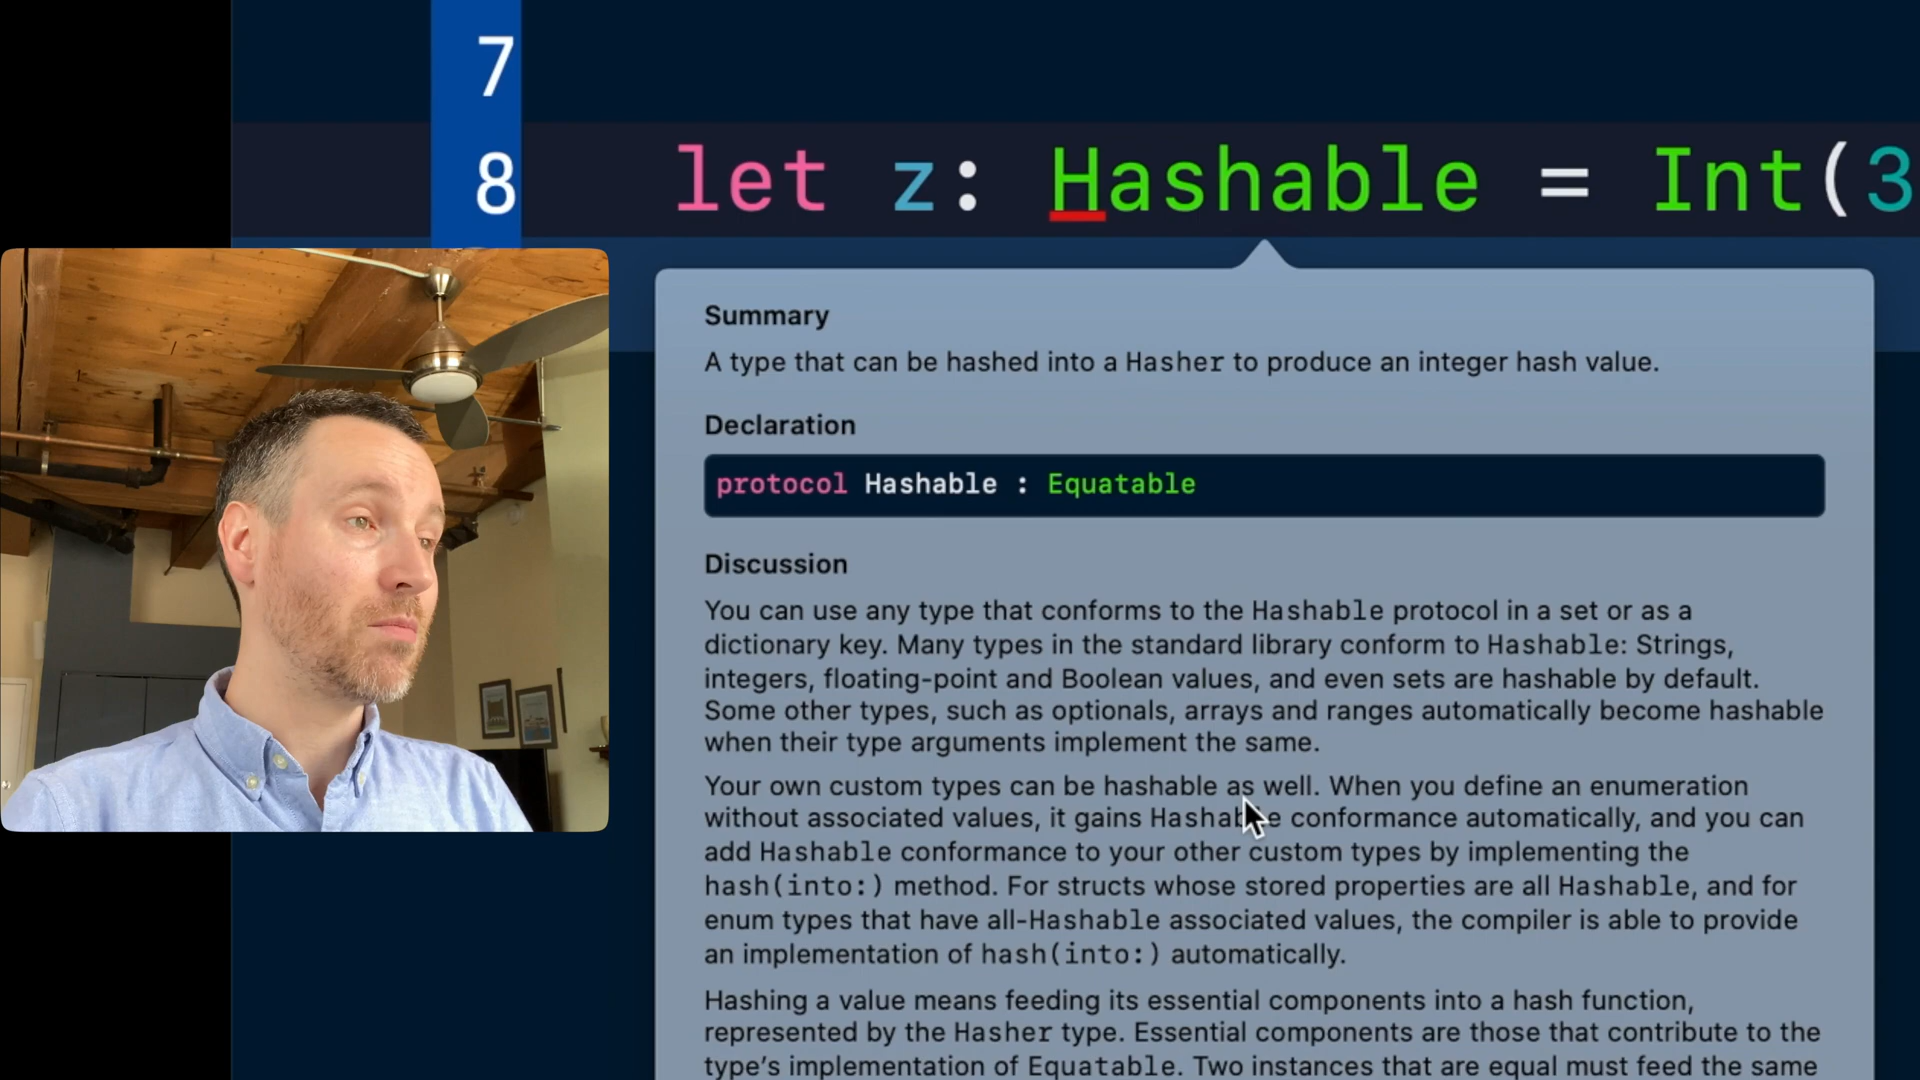 7
8 let z: Hashable = Int(3
Summary
A type that can be hashed into a Hasher to produce an integer hash value.
Declaration
protocol Hashable : Equatable
Discussion
You can use any type that conforms to the Hashable protocol in a set or as a
dictionary key. Many types in the standard library conform to Hashable: Strings,
integers, floating-point and Boolean values, and even sets are hashable by default.
Some other types, such as optionals, arrays and ranges automatically become hashable
when their type arguments implement the same.
Your own custom types can be hashable as well. When you define an enumeration
without associated values, it gains Hashable conformance automatically, and you can
add Hashable conformance to your other custom types by implementing the
hash(into:) method. For structs whose stored properties are all Hashable, and for
enum types that have all-Hashable associated values, the compiler is able to provide
an implementation of hash(into:) automatically.
Hashing a value means feeding its essential components into a hash function,
represented by the Hasher type. Essential components are those that contribute to the
type’s implementation of Equatable. Two instances that are equal must feed the same